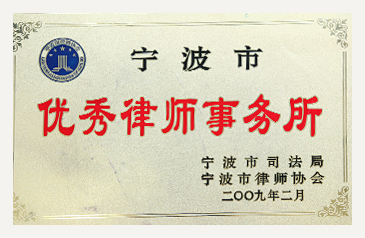 宁波市
优秀律师事务所
宁波市司法局
宁波市律师协会
二〇〇九年二月